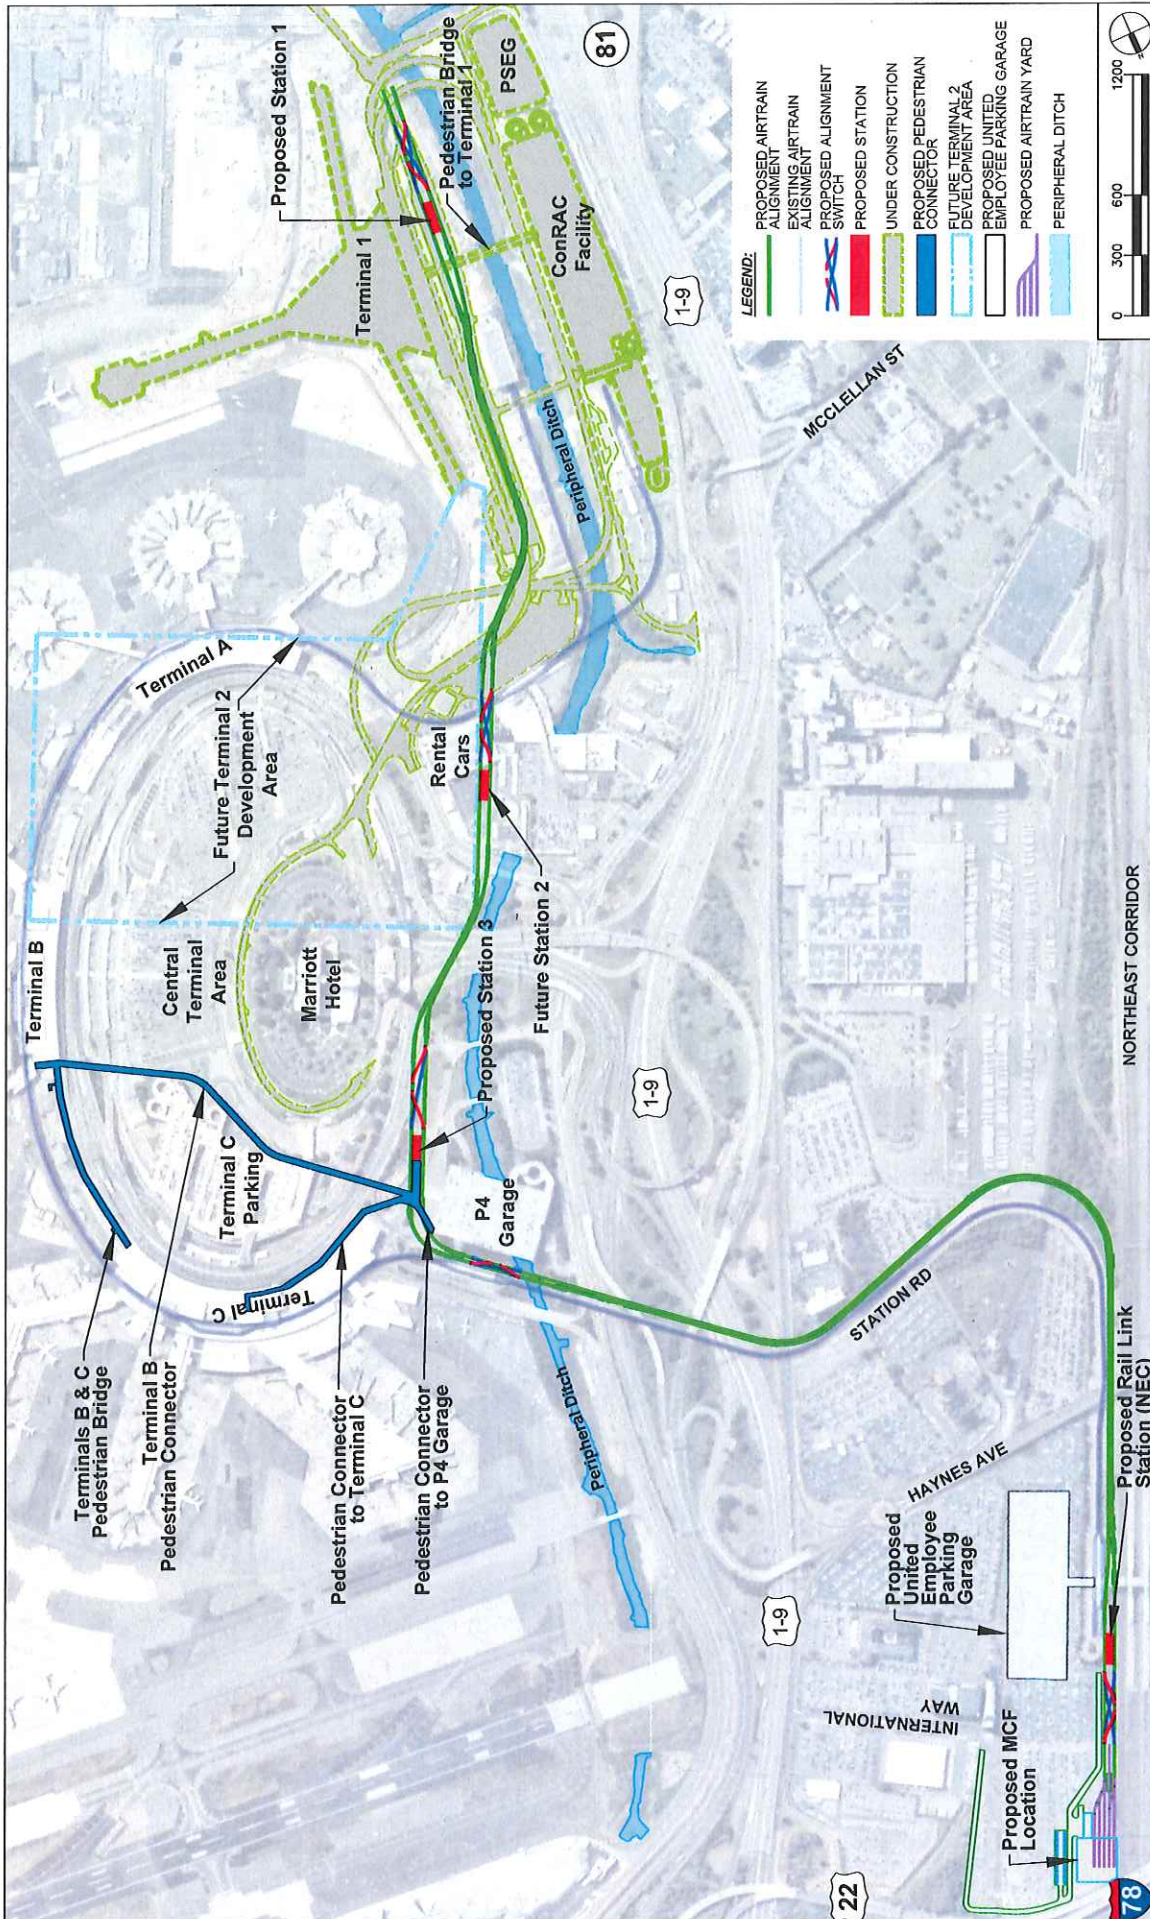 Terminals B & C
Pedestrian Bridge
Terminal B
Pedestrian Connector
Pedestrian Connector
to Terminal C
Pedestrian Connector
to P4 Garage
Terminal B
Central
Terminal
Area
Terminal C
Parking
Terminal C
Marriott
Hotel
Future Terminal 2
Development
Area
Terminal A
Rental
Cars
Terminal 1
Proposed Station 1
Pedestrian Bridge
to Terminal 1
PSEG
81
ConRAC
Facility
1-9
Peripheral Ditch
MCCLELLAN ST
Future Station 2
Proposed Station 3
P4
Garage
1-9
Peripheral Ditch
STATION RD
HAYNES AVE
1-9
Proposed
United
Employee
Parking
Garage
INTERNATIONAL
WAY
Proposed MCF
Location
22
78
Proposed Rail Link
Station (NEC)
NORTHEAST CORRIDOR
LEGEND:
PROPOSED AIRTRAIN
ALIGNMENT
EXISTING AIRTRAIN
ALIGNMENT
PROPOSED ALIGNMENT
SWITCH
PROPOSED STATION
UNDER CONSTRUCTION
PROPOSED PEDESTRIAN
CONNECTOR
FUTURE TERMINAL 2
DEVELOPMENT AREA
PROPOSED UNITED
EMPLOYEE PARKING GARAGE
PROPOSED AIRTRAIN YARD
PERIPHERAL DITCH
0 300 600 1200